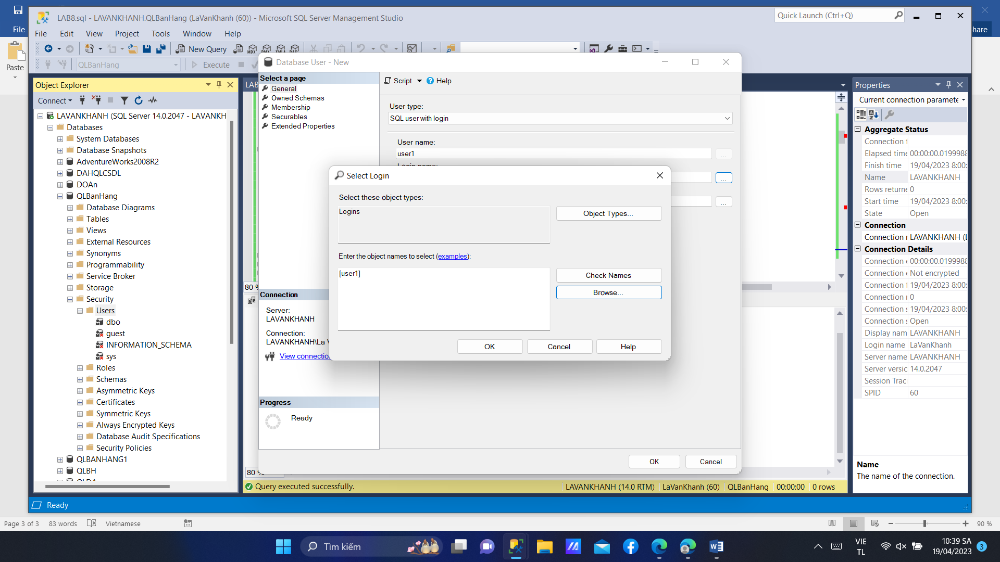 LAB8.sql - LAVANKHANH.QLBanHang (LaVanKhanh (60)) - Microsoft SQL Server Management Studio
Quick Launch (Ctrl+Q)
File
File Edit View Project Tools Window Help
hare
Paste
New Query
QLBanHang
Execute
Object Explorer
Connect
LAVANKHANH (SQL Server 14.0.2047 - LAVANKH
Databases
System Databases
Database Snapshots
AdventureWorks2008R2
DAHQLCSDL
DOAn
QLBanHang
Database Diagrams
Tables
Views
External Resources
Synonyms
Programmability
Service Broker
Storage
Security
Users
dbo
guest
INFORMATION_SCHEMA
sys
Roles
Schemas
Asymmetric Keys
Certificates
Symmetric Keys
Always Encrypted Keys
Database Audit Specifications
Security Policies
QLBANHANG1
QLBH
LAB
80 %
80 %
Database User - New
Select a page
General
Owned Schemas
Membership
Securables
Extended Properties
Script
Help
User type:
SQL user with login
User name:
user1
...
Login name:
...
...
Connection
Server:
LAVANKHANH
Connection:
LAVANKHANH\La V
View connectio
Progress
Ready
OK
Cancel
Select Login
Select these object types:
Logins
Object Types...
Enter the object names to select (examples):
[user1]
Check Names
Browse...
OK
Cancel
Help
Query executed successfully.
LAVANKHANH (14.0 RTM)
LaVanKhanh (60)
QLBanHang
00:00:00
0 rows
Properties
Current connection paramete
Aggregate Status
Connection f
Elapsed time 00:00:00.0199988
Finish time 19/04/2023 8:00:
Name LAVANKHANH
Rows returne 0
Start time 19/04/2023 8:00:
State Open
Connection
Connection r LAVANKHANH (L
Connection Details
Connection e 00:00:00.0199988
Connection e Not encrypted
Connection f 19/04/2023 8:00:
Connection r 0
Connection s 19/04/2023 8:00:
Connection s Open
Display nam LAVANKHANH
Login name LaVanKhanh
Server name LAVANKHANH
Server versic 14.0.2047
Session Traci
SPID 60
Name
The name of the connection.
Ready
Page 3 of 3
83 words
Vietnamese
90 %
Tìm kiếm
VIE
TL
10:39 SA
19/04/2023
3